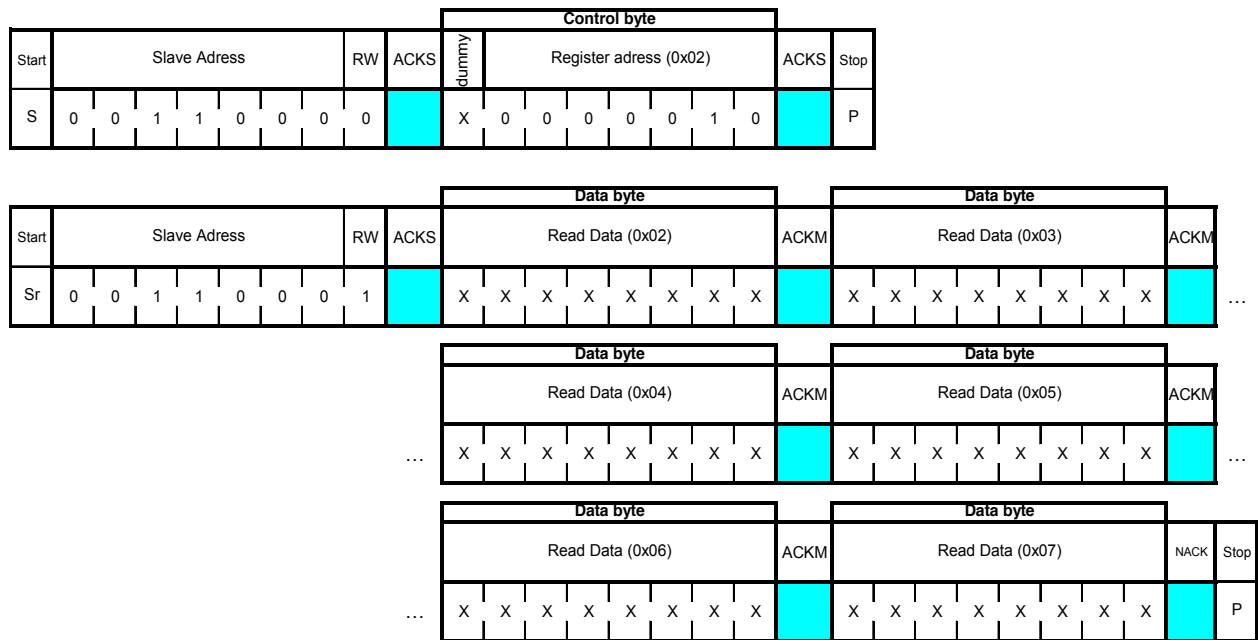 Control byte
Start Slave Adress RW ACKS dummy Register adress (0x02) ACKS Stop
S 0 0 1 1 0 0 0 0 X 0 0 0 0 0 1 0 P
Data byte Data byte
Start Slave Adress RW ACKS Read Data (0x02) ACKM Read Data (0x03) ACKM
Sr 0 0 1 1 0 0 0 1 X X X X X X X X X X X X X X X X …
Data byte Data byte
Read Data (0x04) ACKM Read Data (0x05) ACKM
… X X X X X X X X X X X X X X X X …
Data byte Data byte
Read Data (0x06) ACKM Read Data (0x07) NACK Stop
… X X X X X X X X X X X X X X X X P